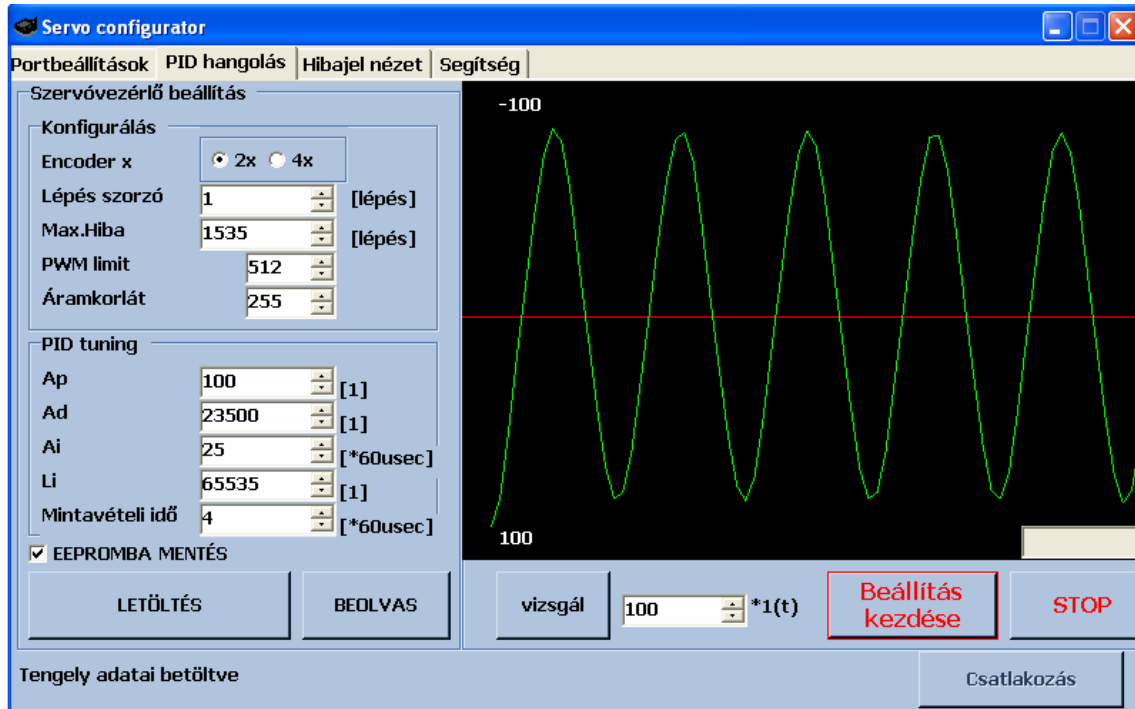 Servo configurator
Portbeállítások PID hangolás Hibajel nézet Segítség
Szervóvezérlő beállítás
Konfigurálás
Encoder x 2x 4x
Lépés szorzó 1 [lépés]
Max.Hiba 1535 [lépés]
PWM limit 512
Áramkorlát 255
PID tuning
Ap 100 [1]
Ad 23500 [1]
Ai 25 [*60usec]
Li 65535 [1]
Mintavételi idő 4 [*60usec]
EEPROMBA MENTÉS
LETÖLTÉS BEOLVAS
-100
100
vizsgál 100 *1(t)
Beállítás
kezdése
STOP
Tengely adatai betöltve
Csatlakozás